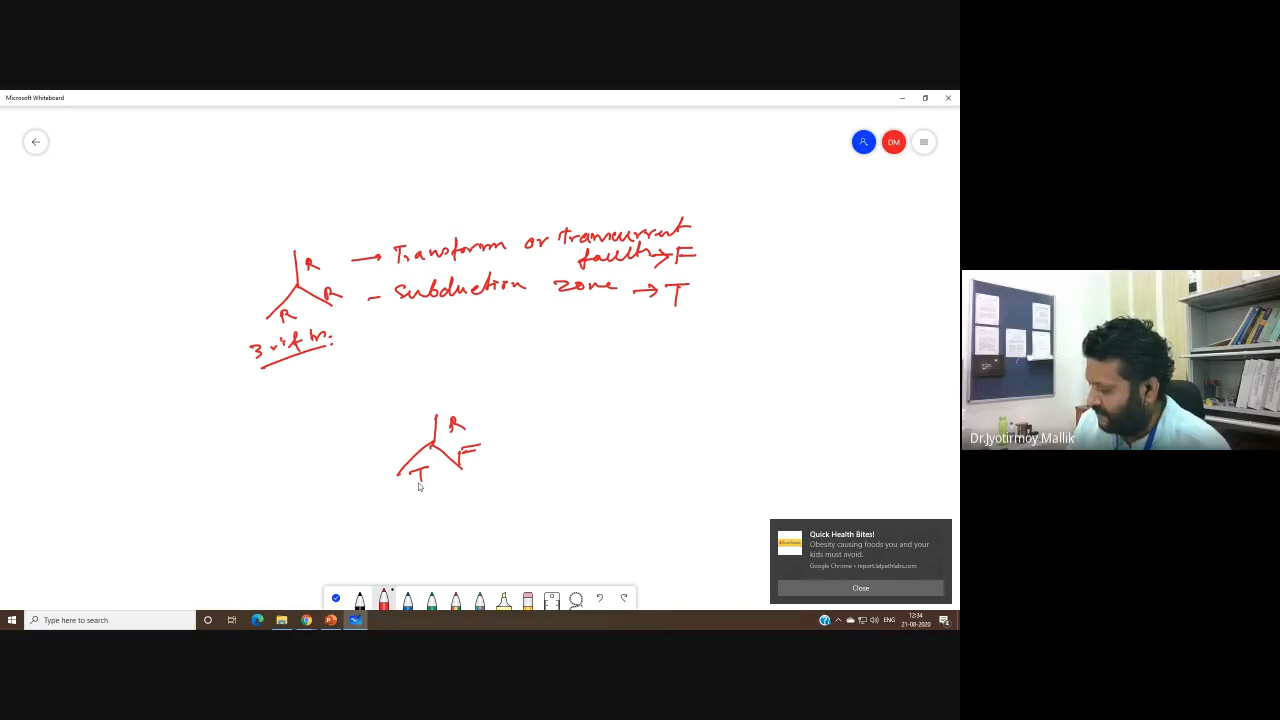 Microsoft Whiteboard
DM
R
R
R
→ Transform or transcurrent
fault → F
- Subduction zone → T
3 rift
R
F
T
Dr.Jyotirmoy Mallik
Quick Health Bites!
Obesity causing foods you and your
kids must avoid.
Google Chrome • report.lalpathlabs.com
Close
Type here to search
ENG
12:34
21-08-2020